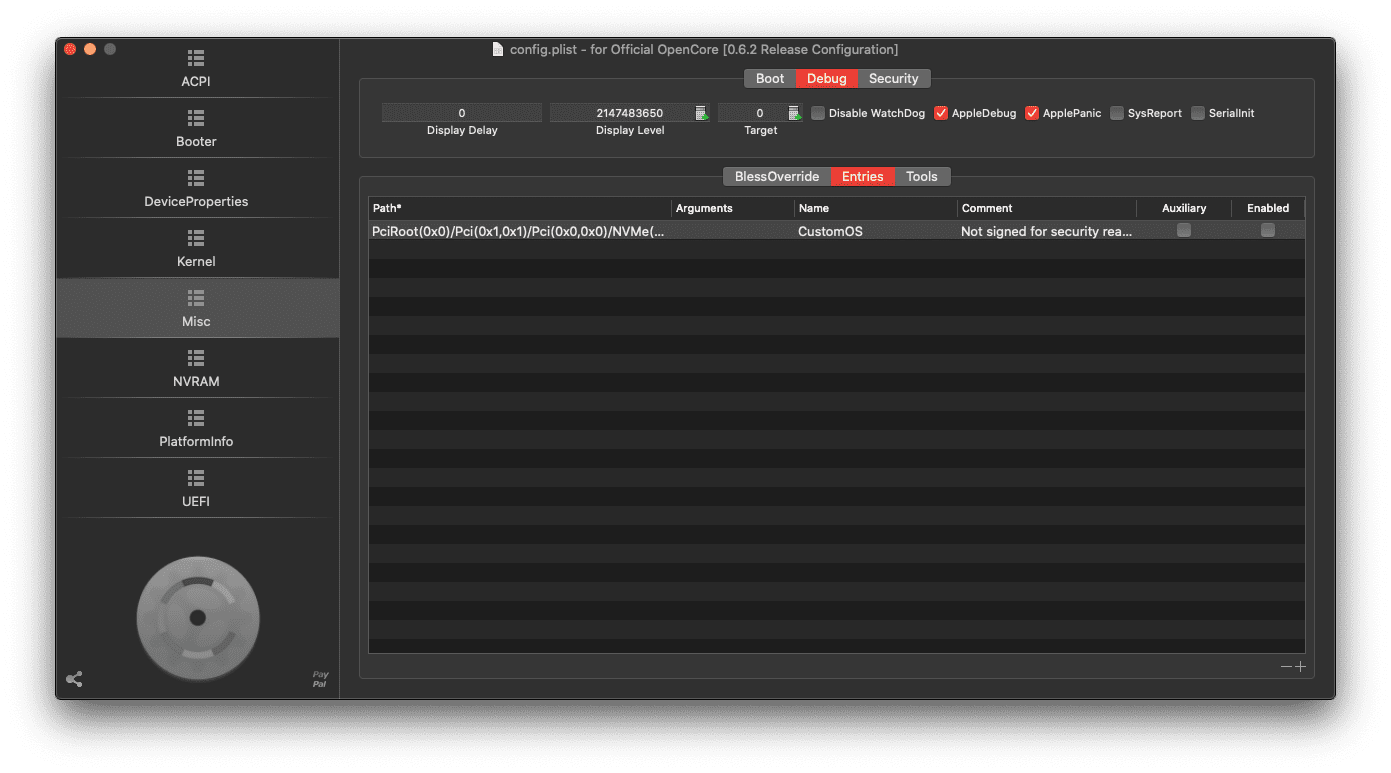 config.plist - for Official OpenCore [0.6.2 Release Configuration]
ACPI
Booter
DeviceProperties
Kernel
Misc
NVRAM
PlatformInfo
UEFI
Pay
Pal
Boot Debug Security
0 2147483650 0 Disable WatchDog AppleDebug ApplePanic SysReport SerialInit
Display Delay Display Level Target
BlessOverride Entries Tools
Path* Arguments Name Comment Auxiliary Enabled
PciRoot(0x0)/Pci(0x1,0x1)/Pci(0x0,0x0)/NVMe(... CustomOS Not signed for security rea...